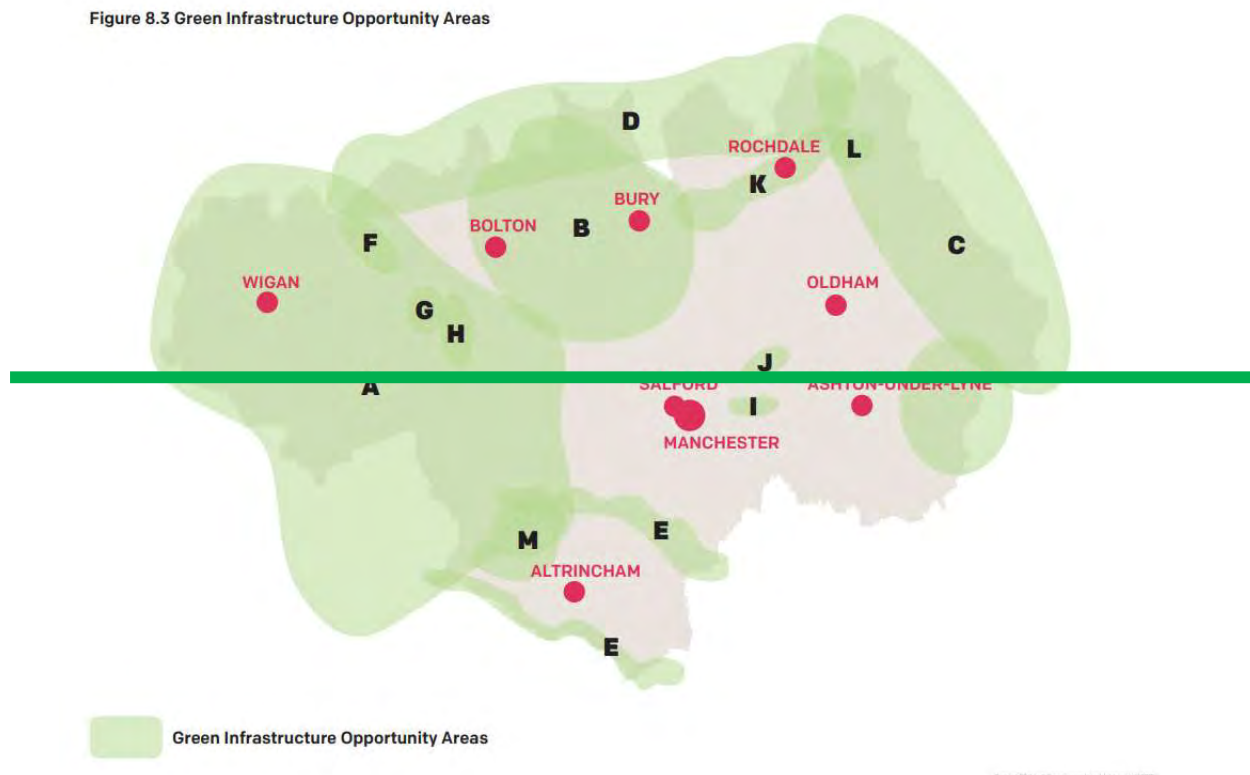 Figure 8.3 Green Infrastructure Opportunity Areas
D
ROCHDALE
L
K
BURY
BOLTON
B
F
C
WIGAN
OLDHAM
G
H
J
A
SALFORD
ASHTON-UNDER-LYNE
I
MANCHESTER
E
M
ALTRINCHAM
E
Green Infrastructure Opportunity Areas